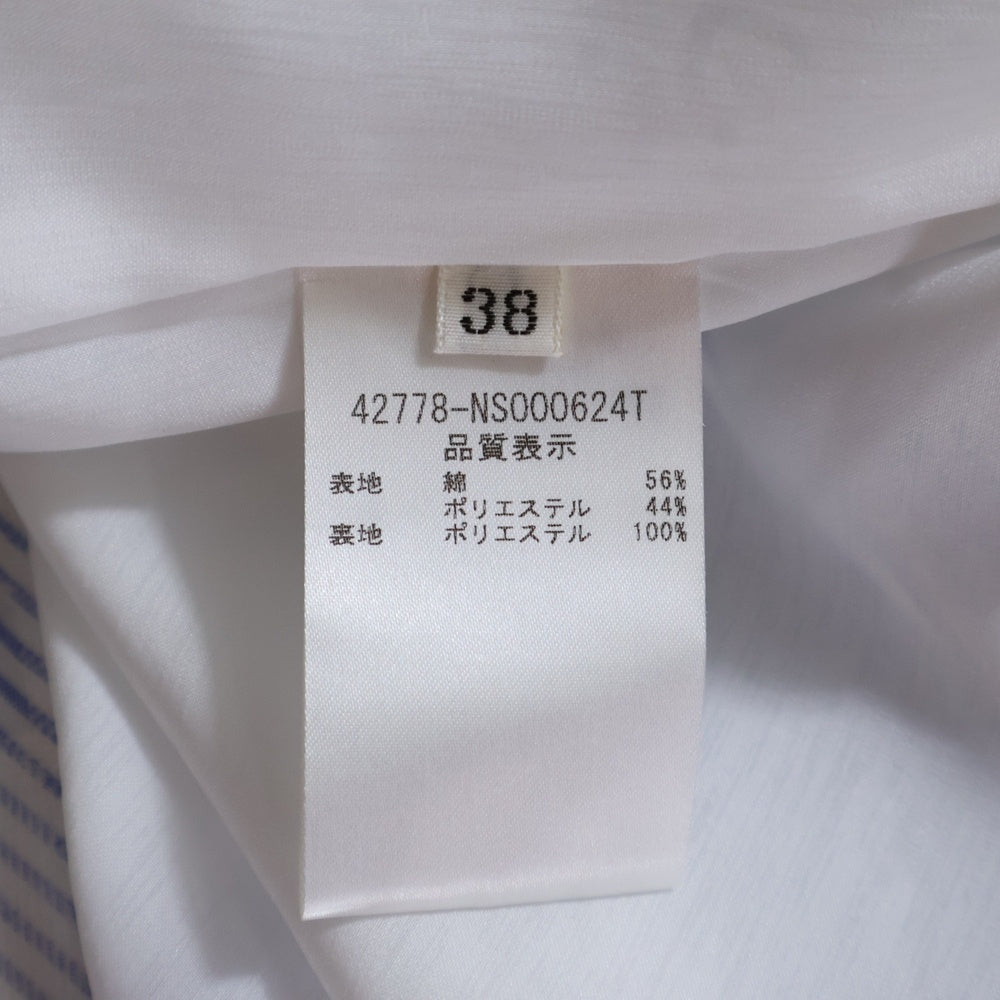 38
42778-NS000624T
品質表示
表地 綿 56%
ポリエステル 44%
裏地 ポリエステル 100%